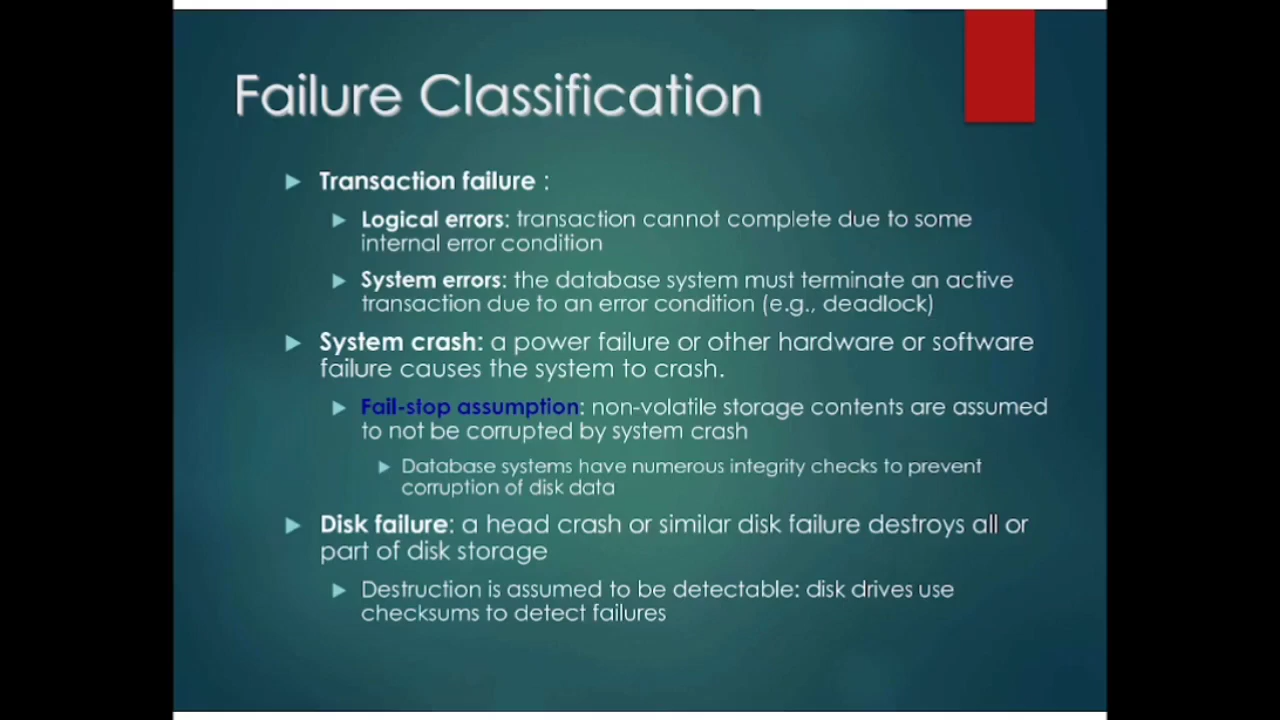 Failure Classification
Transaction failure :
Logical errors: transaction cannot complete due to some
internal error condition
System errors: the database system must terminate an active
transaction due to an error condition (e.g., deadlock)
System crash: a power failure or other hardware or software
failure causes the system to crash.
Fail-stop assumption: non-volatile storage contents are assumed
to not be corrupted by system crash
Database systems have numerous integrity checks to prevent
corruption of disk data
Disk failure: a head crash or similar disk failure destroys all or
part of disk storage
Destruction is assumed to be detectable: disk drives use
checksums to detect failures